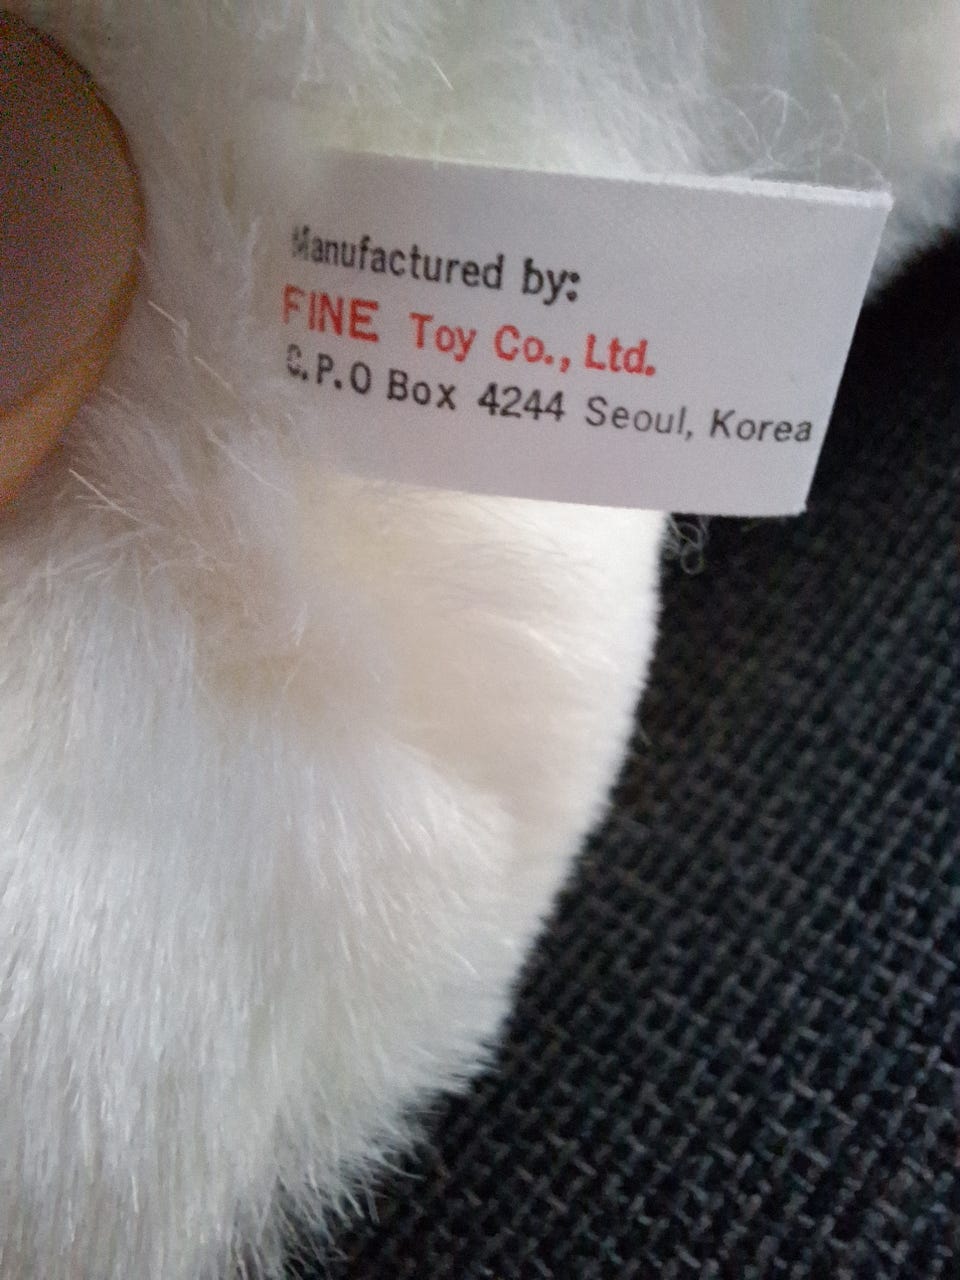 Manufactured by:
FINE Toy Co., Ltd.
C.P.O Box 4244 Seoul, Korea